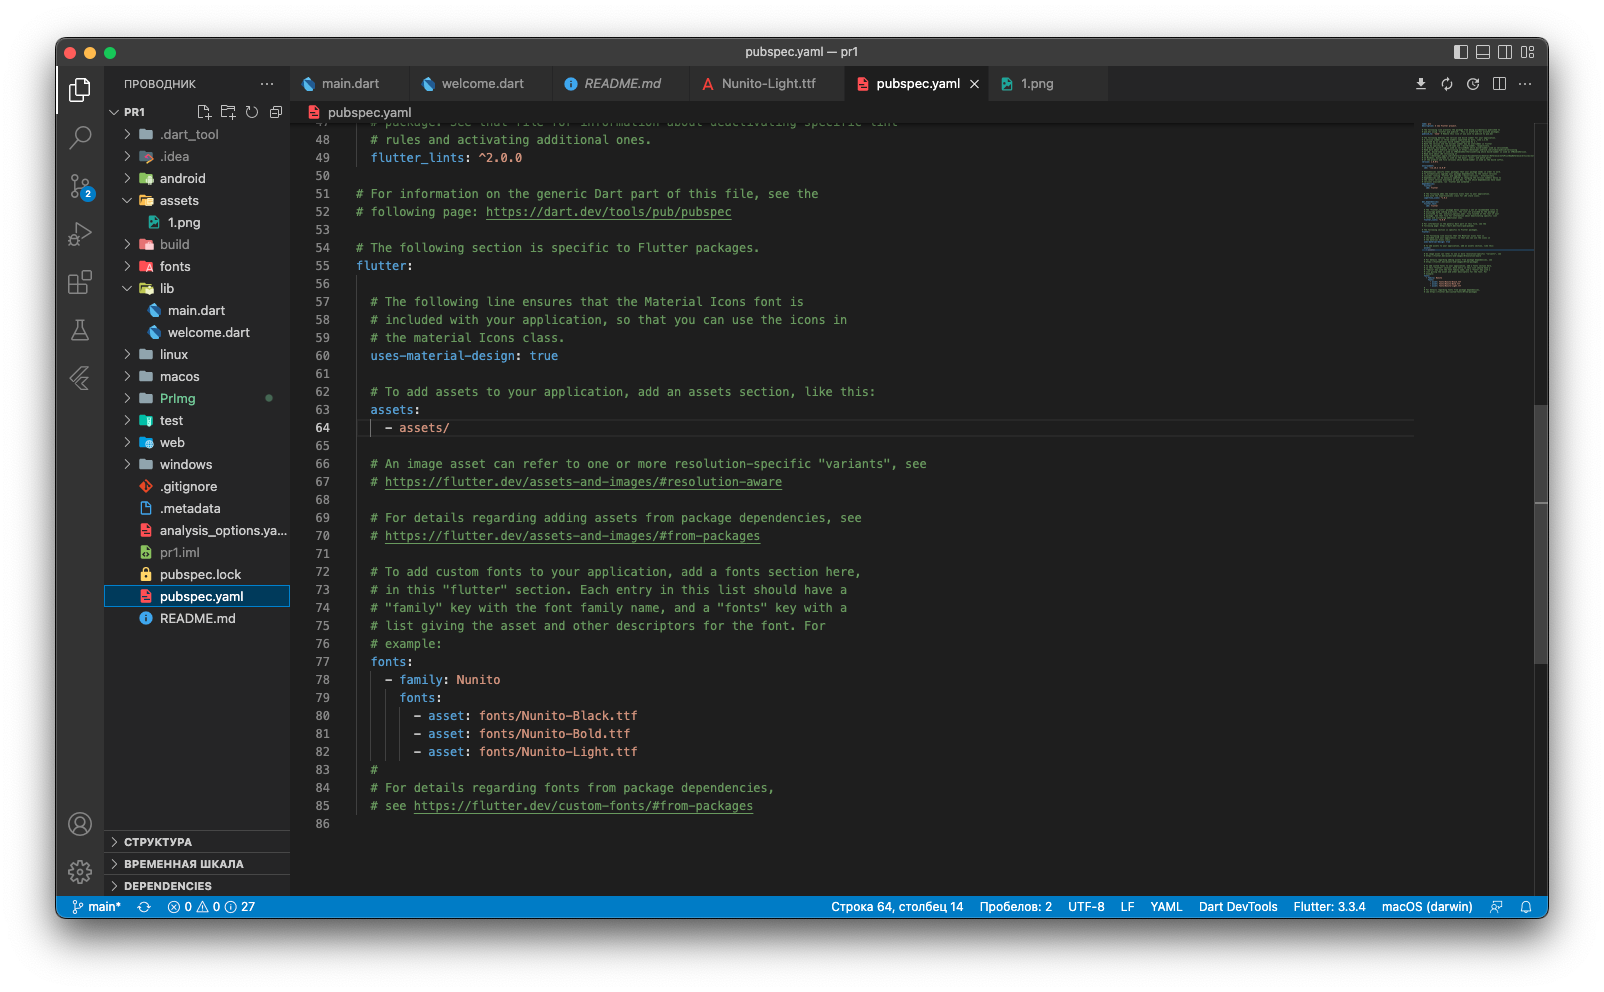 pubspec.yaml — pr1
ПРОВОДНИК
main.dart
welcome.dart
README.md
Nunito-Light.ttf
pubspec.yaml
1.png
PR1
.dart_tool
.idea
android
assets
1.png
build
fonts
lib
main.dart
welcome.dart
linux
macos
PrImg
test
web
windows
.gitignore
.metadata
analysis_options.ya...
pr1.iml
pubspec.lock
pubspec.yaml
README.md
СТРУКТУРА
ВРЕМЕННАЯ ШКАЛА
DEPENDENCIES
2
pubspec.yaml
47 # package. See that file for information about deactivating specific lint
48 # rules and activating additional ones.
49 flutter_lints: ^2.0.0
50
51 # For information on the generic Dart part of this file, see the
52 # following page: https://dart.dev/tools/pub/pubspec
53
54 # The following section is specific to Flutter packages.
55 flutter:
56
57 # The following line ensures that the Material Icons font is
58 # included with your application, so that you can use the icons in
59 # the material Icons class.
60 uses-material-design: true
61
62 # To add assets to your application, add an assets section, like this:
63 assets:
64 - assets/
65
66 # An image asset can refer to one or more resolution-specific "variants", see
67 # https://flutter.dev/assets-and-images/#resolution-aware
68
69 # For details regarding adding assets from package dependencies, see
70 # https://flutter.dev/assets-and-images/#from-packages
71
72 # To add custom fonts to your application, add a fonts section here,
73 # in this "flutter" section. Each entry in this list should have a
74 # "family" key with the font family name, and a "fonts" key with a
75 # list giving the asset and other descriptors for the font. For
76 # example:
77 fonts:
78 - family: Nunito
79 fonts:
80 - asset: fonts/Nunito-Black.ttf
81 - asset: fonts/Nunito-Bold.ttf
82 - asset: fonts/Nunito-Light.ttf
83 #
84 # For details regarding fonts from package dependencies,
85 # see https://flutter.dev/custom-fonts/#from-packages
86
main* 0 0 27 Строка 64, столбец 14 Пробелов: 2 UTF-8 LF YAML Dart DevTools Flutter: 3.3.4 macOS (darwin)